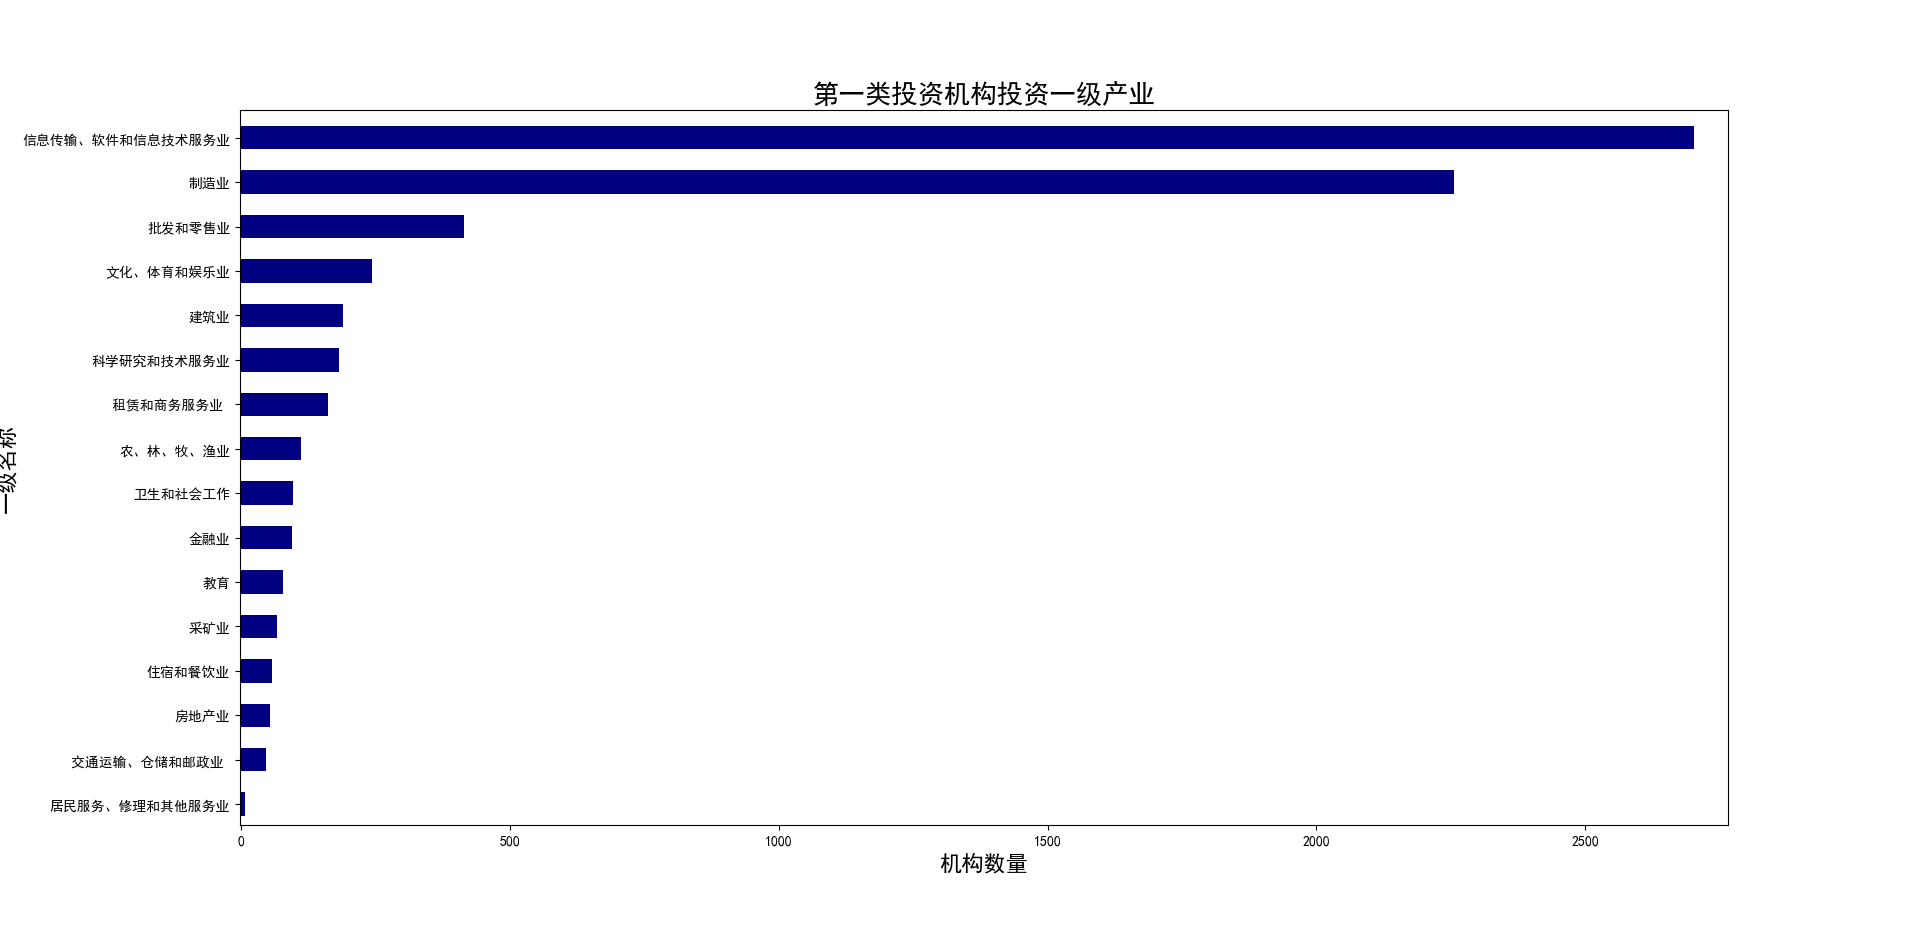 第一类投资机构投资一级产业
信息传输、软件和信息技术服务业
制造业
批发和零售业
文化、体育和娱乐业
建筑业
科学研究和技术服务业
租赁和商务服务业
农、林、牧、渔业
卫生和社会工作
金融业
教育
采矿业
住宿和餐饮业
房地产业
交通运输、仓储和邮政业
居民服务、修理和其他服务业
一级名称
0 500 1000 1500 2000 2500
机构数量